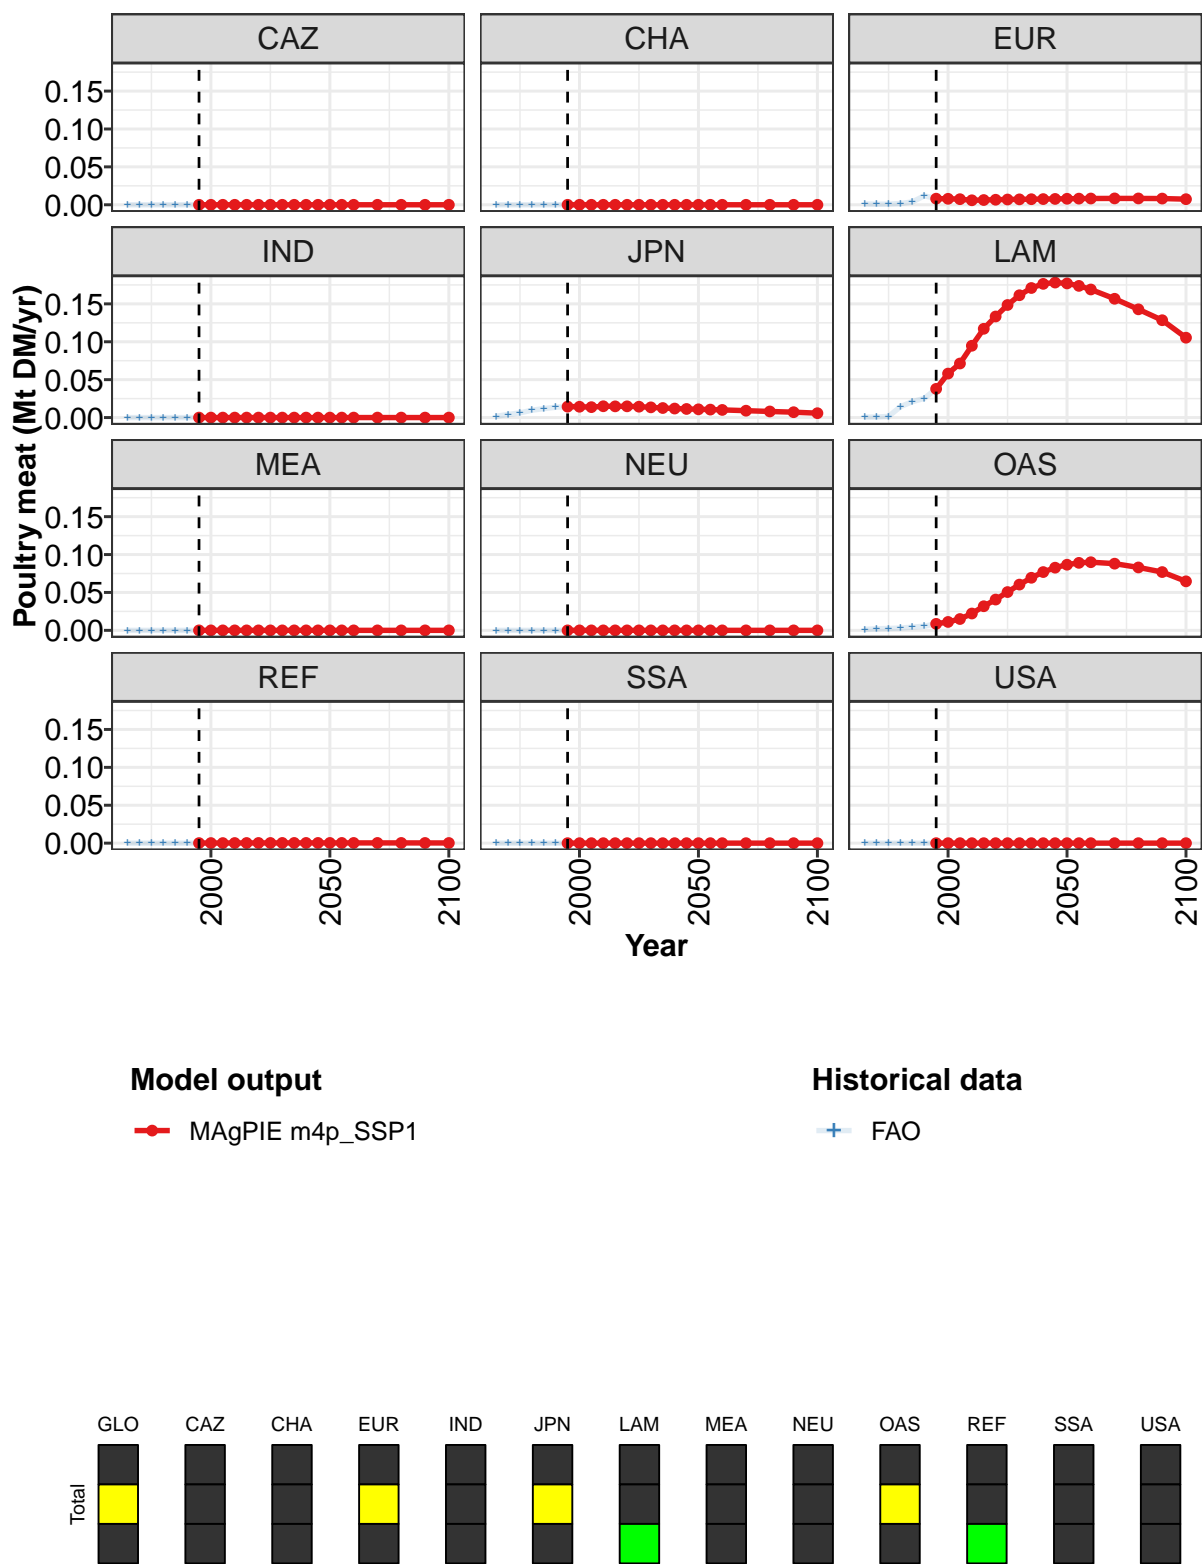 CAZ CHA EUR
0.15
0.10
0.05
0.00
IND JPN LAM
0.15
0.10
0.05
0.00
MEA NEU OAS
0.15
0.10
0.05
0.00
REF SSA USA
0.15
0.10
0.05
0.00
Poultry meat (Mt DM/yr)
2000 2050 2100 2000 2050 2100 2000 2050 2100
Year
Model output Historical data
MAgPIE m4p_SSP1 FAO
GLO CAZ CHA EUR IND JPN LAM MEA NEU OAS REF SSA USA
Total